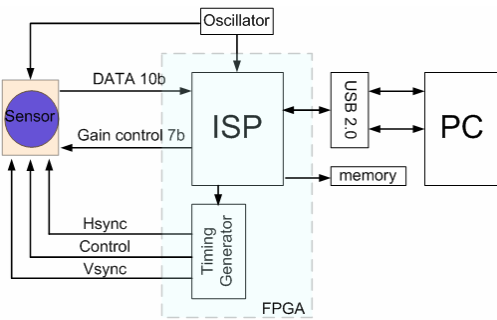 Oscillator
DATA 10b
Sensor
ISP
USB 2.0
PC
Gain control 7b
memory
Hsync
Control
Vsync
Timing
Generator
FPGA